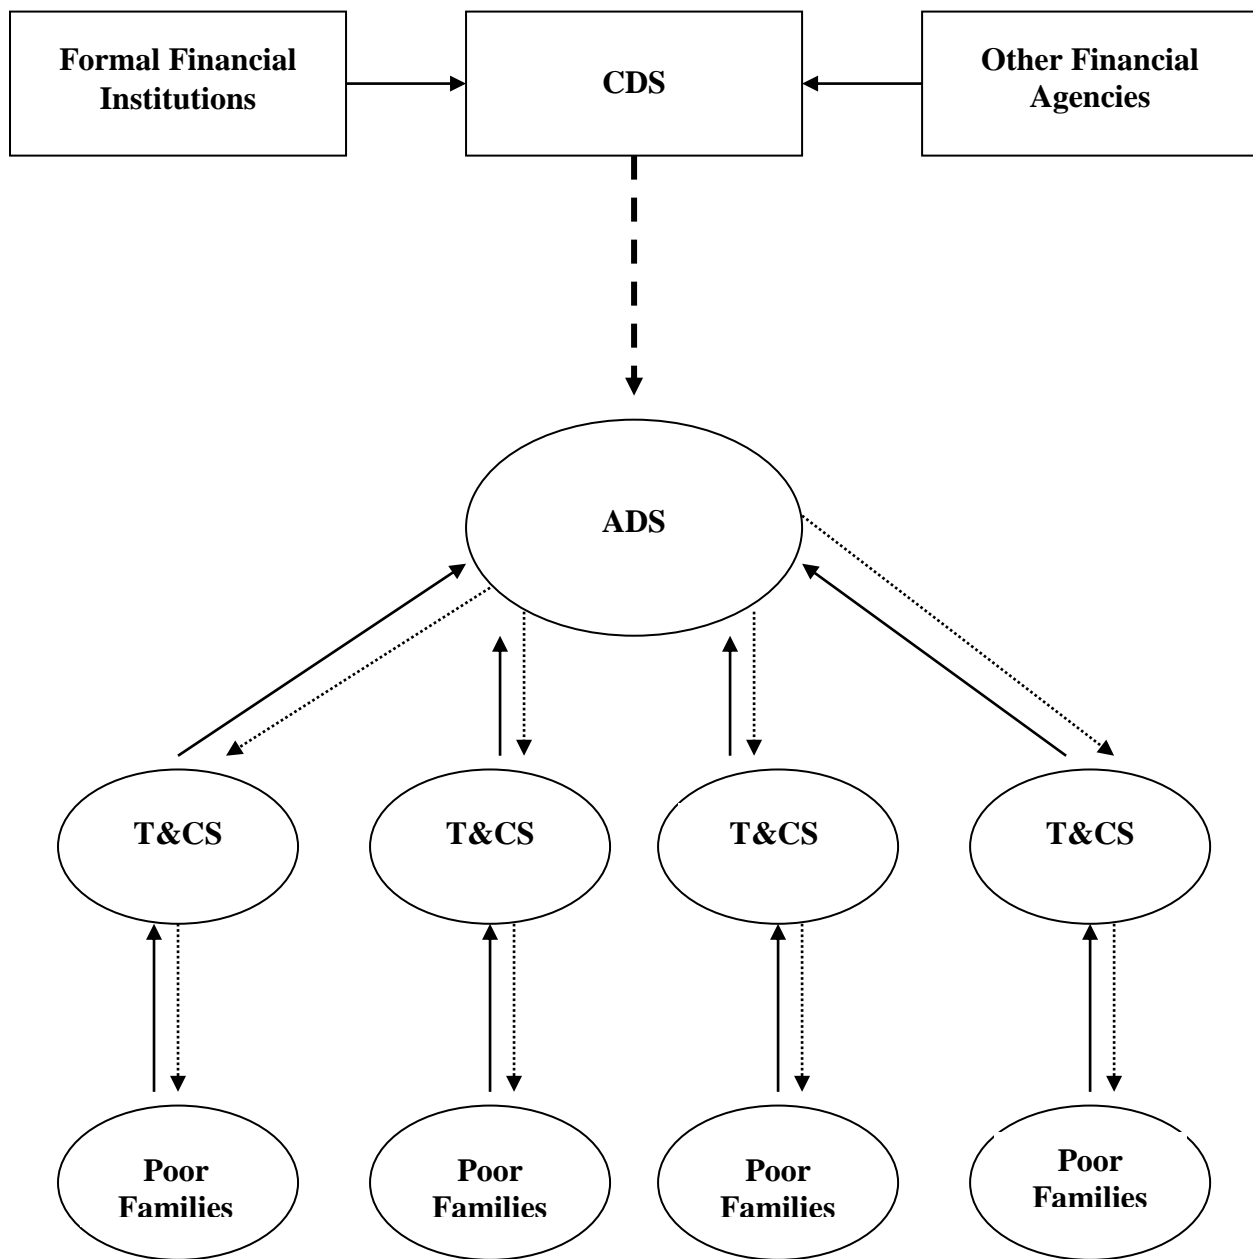 Formal Financial
Institutions
CDS
Other Financial
Agencies
ADS
T&CS
T&CS
T&CS
T&CS
Poor
Families
Poor
Families
Poor
Families
Poor
Families